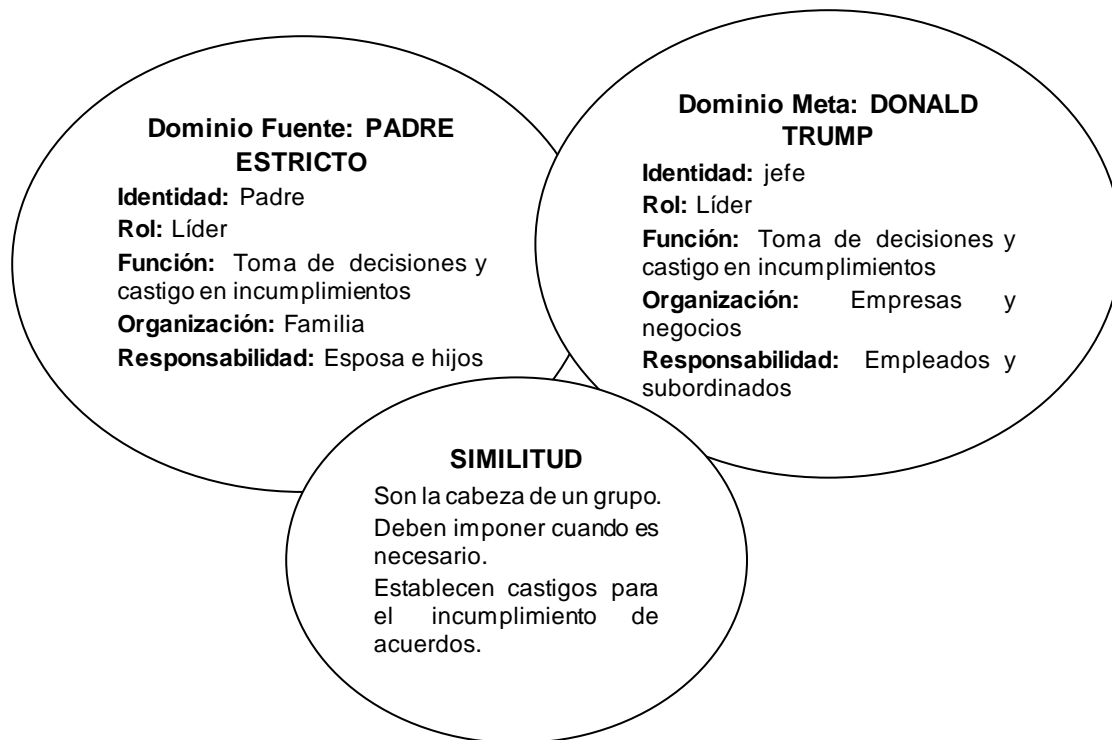 Dominio Fuente: PADRE
ESTRICTO
Identidad: Padre
Rol: Líder
Función: Toma de decisiones y
castigo en incumplimientos
Organización: Familia
Responsabilidad: Esposa e hijos
Dominio Meta: DONALD
TRUMP
Identidad: jefe
Rol: Líder
Función: Toma de decisiones y
castigo en incumplimientos
Organización: Empresas y
negocios
Responsabilidad: Empleados y
subordinados
SIMILITUD
Son la cabeza de un grupo.
Deben imponer cuando es
necesario.
Establecen castigos para
el incumplimiento de
acuerdos.